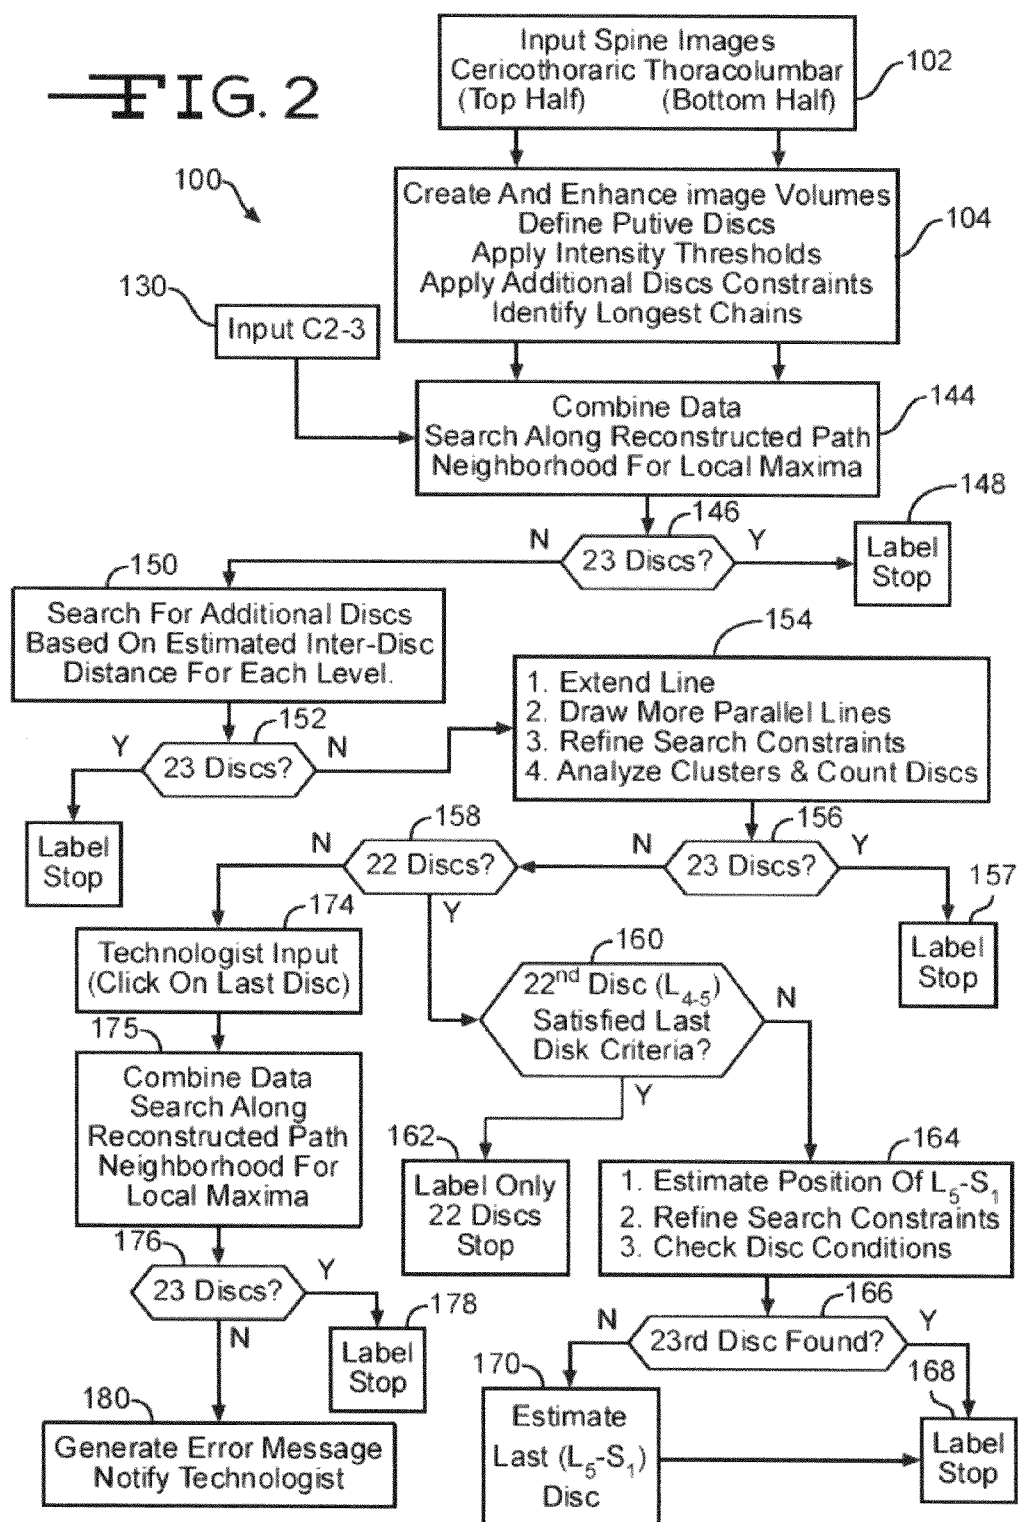 FIG. 2
100
Input Spine Images
Cericothoraric Thoracolumbar
(Top Half) (Bottom Half)
102
Create And Enhance image Volumes
Define Putive Discs
Apply Intensity Thresholds
Apply Additional Discs Constraints
Identify Longest Chains
104
130
Input C2-3
Combine Data
Search Along Reconstructed Path
Neighborhood For Local Maxima
144
146
23 Discs?
N
Y
148
Label
Stop
150
Search For Additional Discs
Based On Estimated Inter-Disc
Distance For Each Level.
152
23 Discs?
Y
N
Label
Stop
154
1. Extend Line
2. Draw More Parallel Lines
3. Refine Search Constraints
4. Analyze Clusters & Count Discs
156
23 Discs?
N
Y
157
Label
Stop
158
22 Discs?
N
Y
174
Technologist Input
(Click On Last Disc)
160
22nd Disc (L4-5)
Satisfied Last
Disk Criteria?
N
Y
175
Combine Data
Search Along
Reconstructed Path
Neighborhood For
Local Maxima
162
Label Only
22 Discs
Stop
164
1. Estimate Position Of L5-S1
2. Refine Search Constraints
3. Check Disc Conditions
176
23 Discs?
Y
N
178
Label
Stop
166
23rd Disc Found?
N
Y
168
Label
Stop
170
Estimate
Last (L5-S1)
Disc
180
Generate Error Message
Notify Technologist